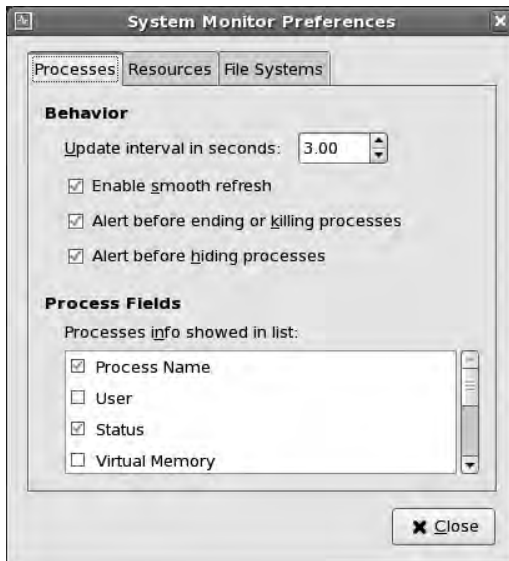 System Monitor Preferences
Processes Resources File Systems
Behavior
Update interval in seconds: 3.00
Enable smooth refresh
Alert before ending or killing processes
Alert before hiding processes
Process Fields
Processes info showed in list:
Process Name
User
Status
Virtual Memory
Close